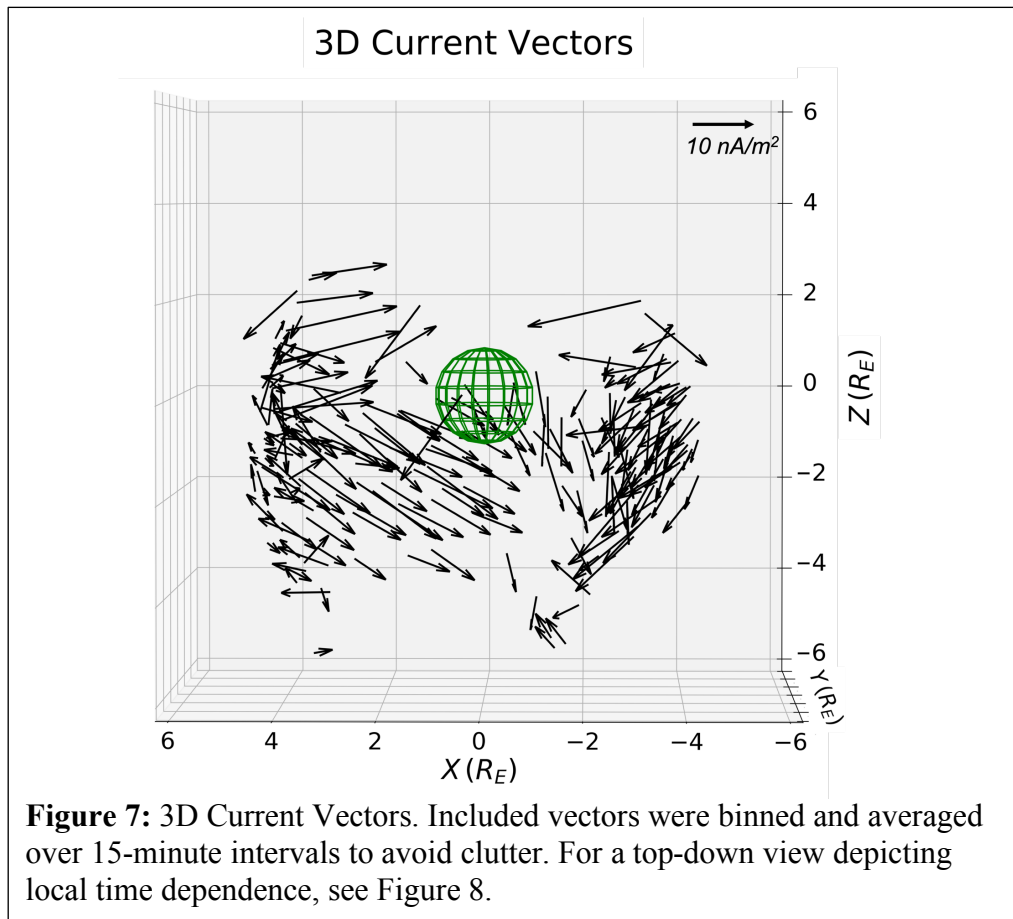 3D Current Vectors
10 nA/m²
6
4
2
0
−2
−4
−6
Z (R_E)
Y (R_E)
6
4
2
0
−2
−4
−6
X (R_E)
Figure 7: 3D Current Vectors. Included vectors were binned and averaged
over 15-minute intervals to avoid clutter. For a top-down view depicting
local time dependence, see Figure 8.